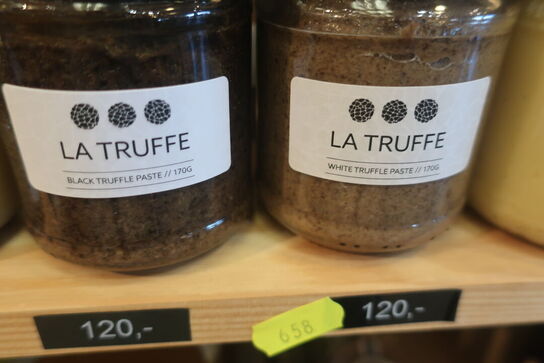 LA TRUFFE
BLACK TRUFFLE PASTE // 170G
LA TRUFFE
WHITE TRUFFLE PASTE // 170G
120,-
658
120,-